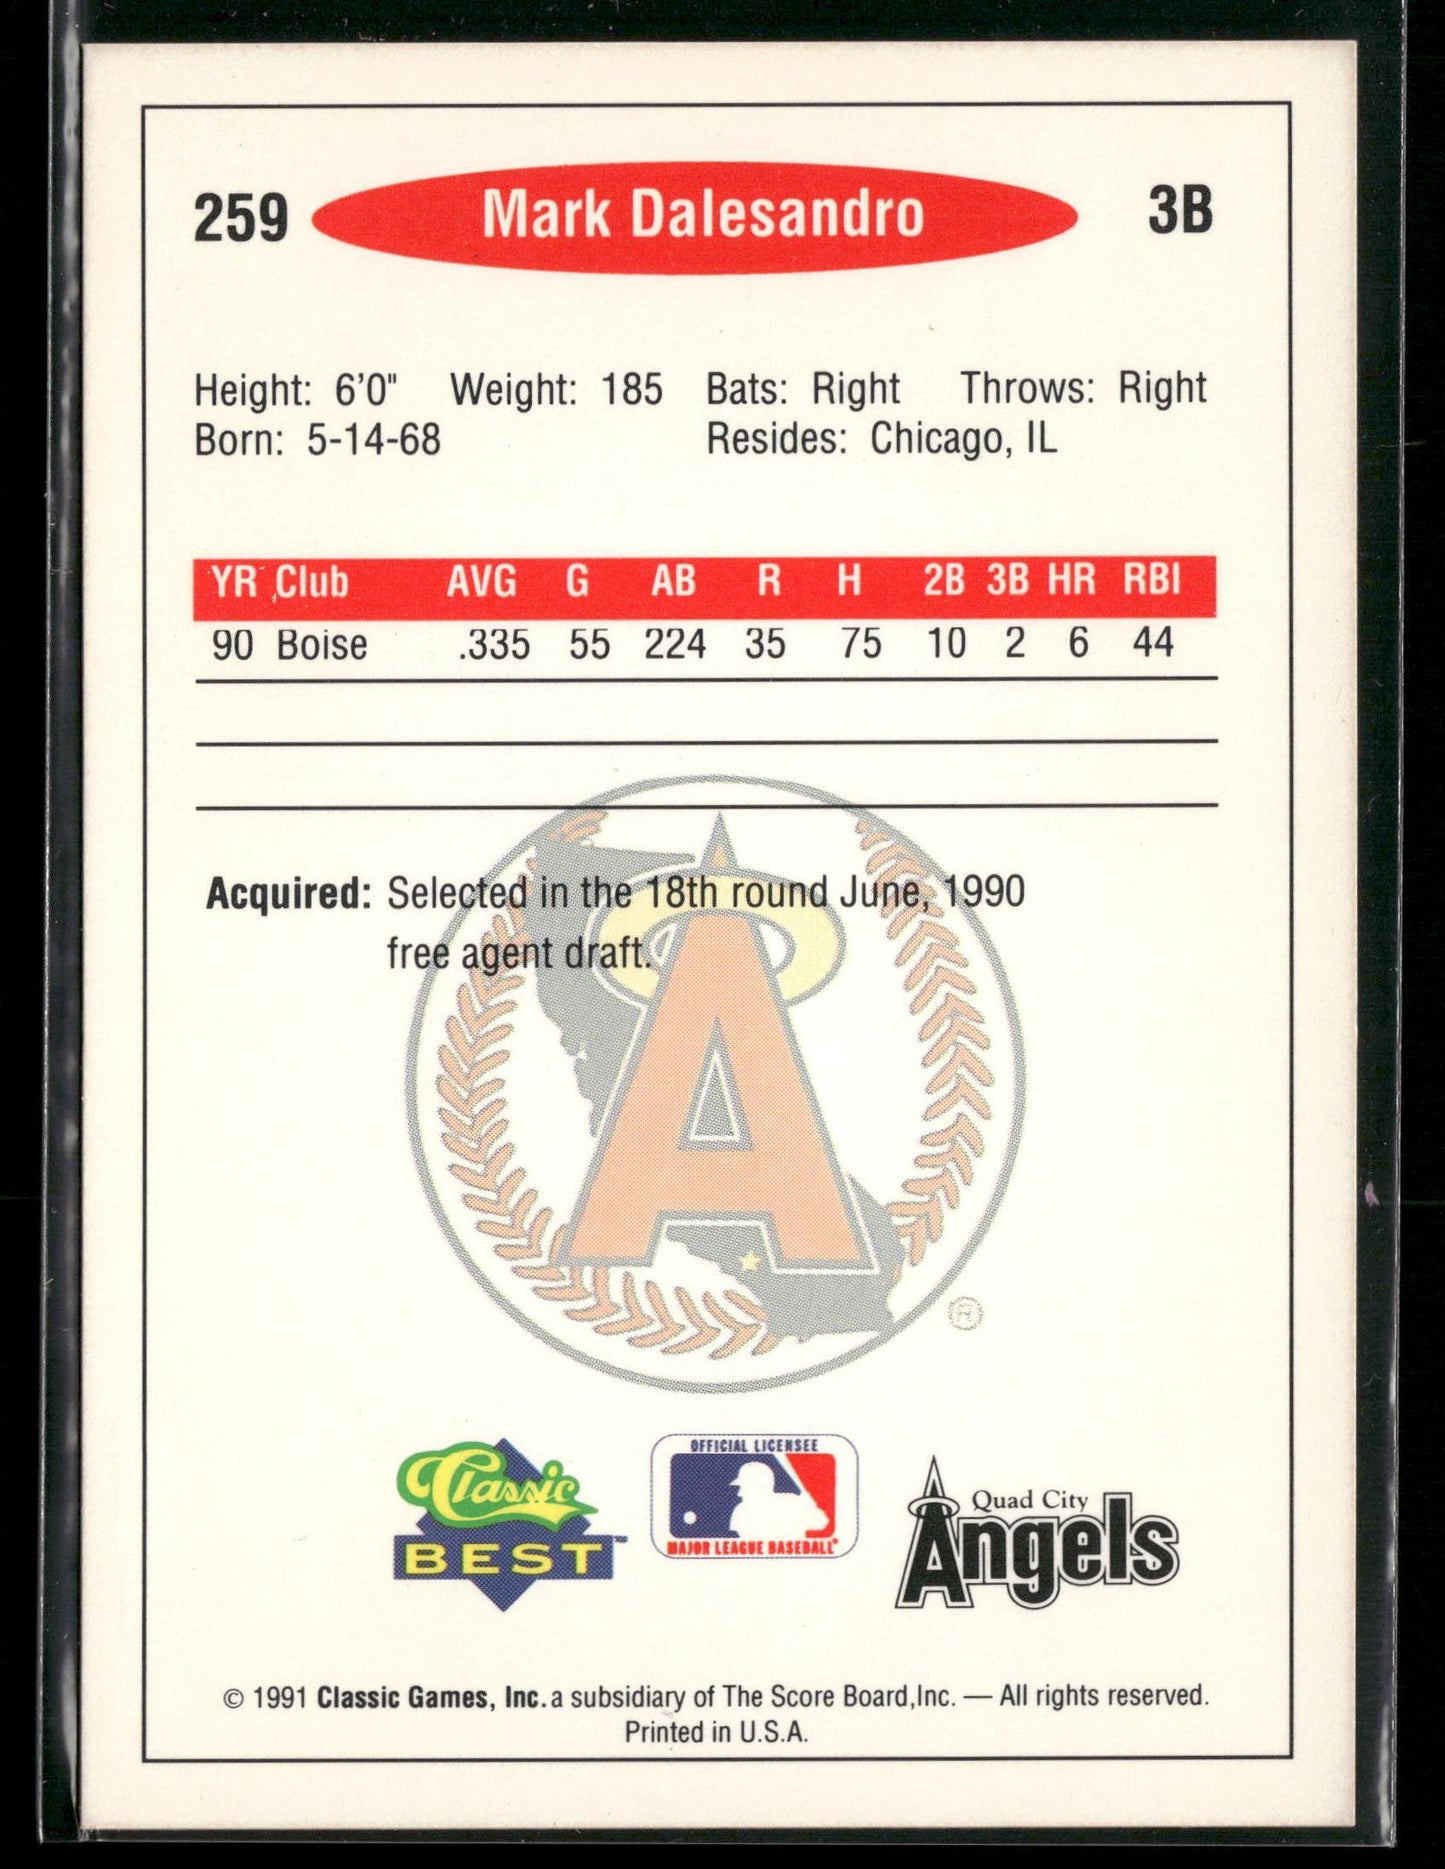 259 Mark Dalesandro 3B
Height: 6'0" Weight: 185 Bats: Right Throws: Right
Born: 5-14-68 Resides: Chicago, IL
YR Club AVG G AB R H 2B 3B HR RBI
90 Boise .335 55 224 35 75 10 2 6 44
Acquired: Selected in the 18th round June, 1990
free agent draft.
A
®
Classic
BEST™
OFFICIAL LICENSEE
MAJOR LEAGUE BASEBALL®
Quad City
Angels
© 1991 Classic Games, Inc. a subsidiary of The Score Board,Inc. — All rights reserved.
Printed in U.S.A.